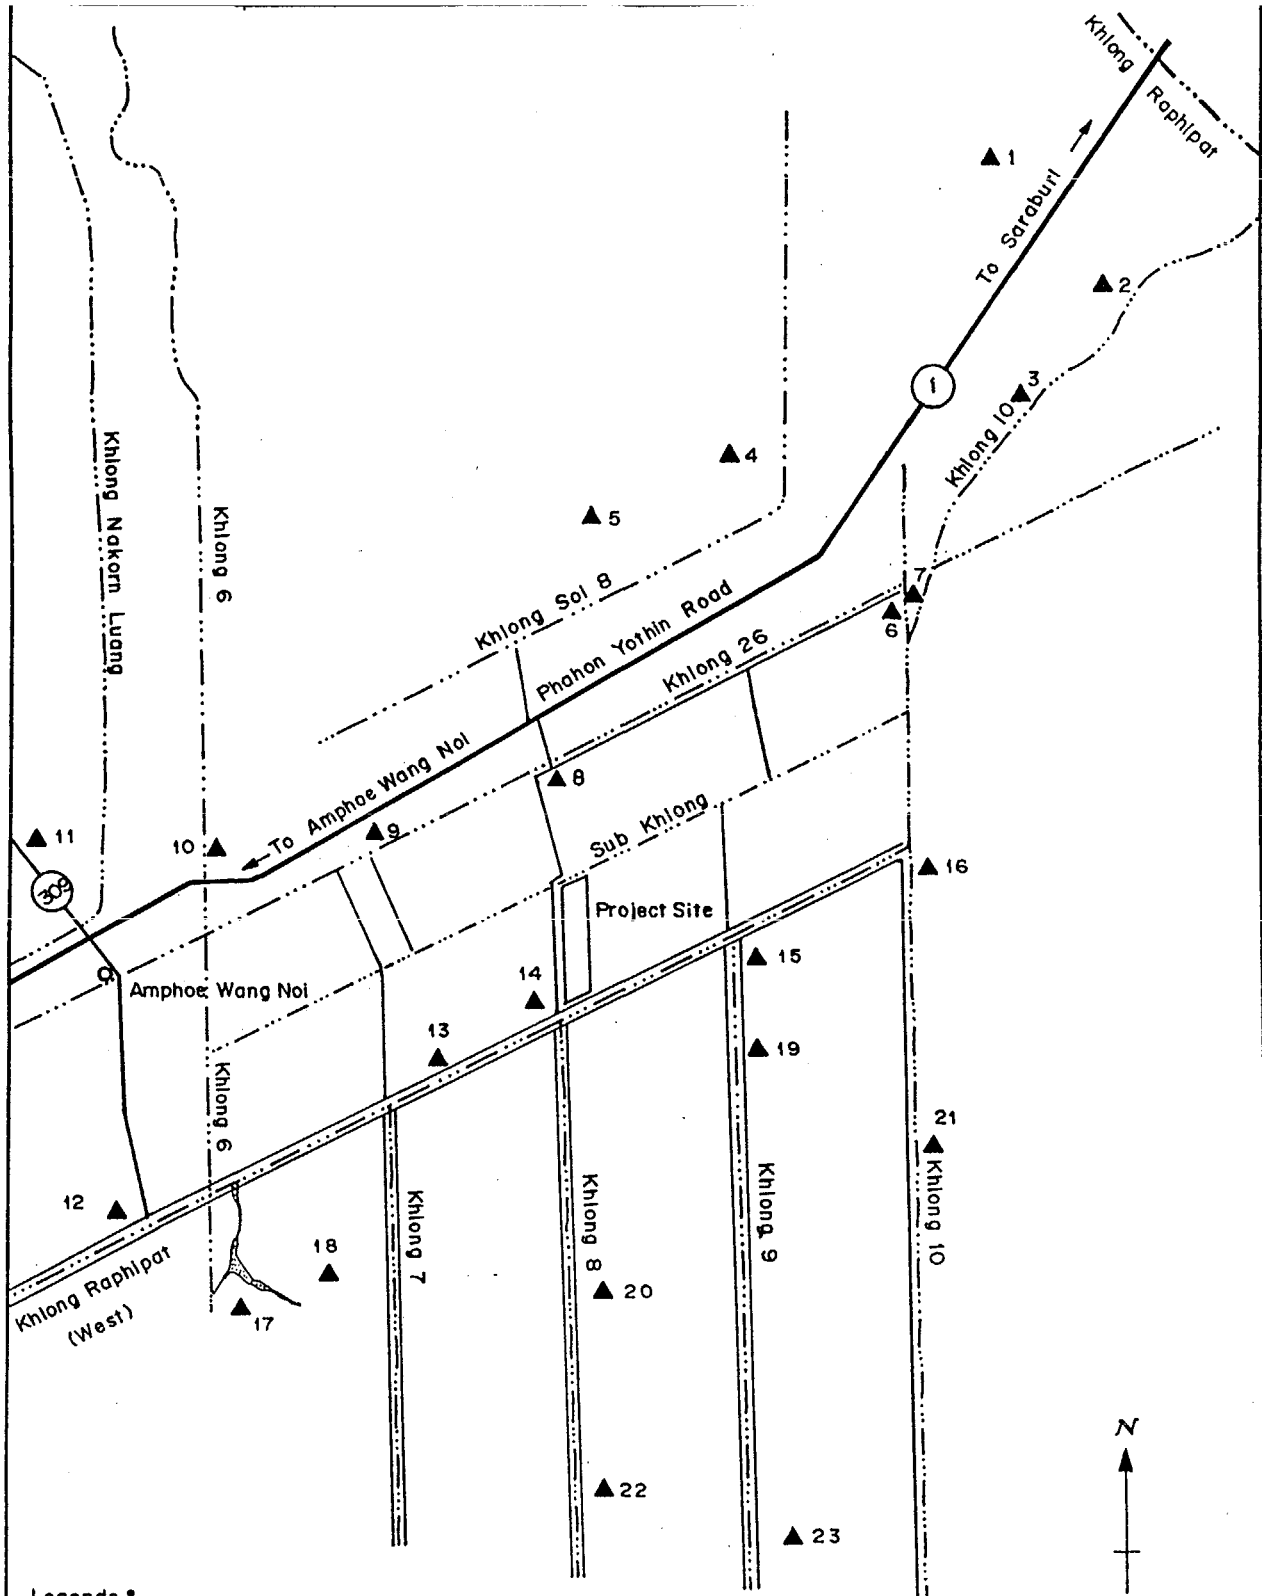 Khlong
Raphipat
1
To Saraburi
2
1
3
Khlong 10
4
5
Khlong Nakorn Luang
Khlong 6
Khlong Soi 8
7
6
Phahon Yothin Road
Khlong 26
To Amphoe Wang Noi
8
9
10
11
309
Sub Khlong
16
Project Site
15
14
Amphoe Wang Noi
13
19
Khlong 6
21
Khlong 7
Khlong 8
Khlong 9
Khlong 10
12
18
17
20
Khlong Raphipat
(West)
N
22
23